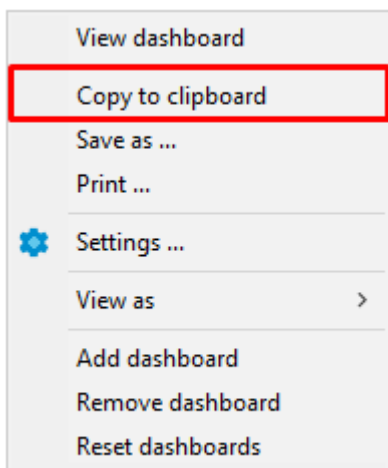 View dashboard
Copy to clipboard
Save as ...
Print ...
Settings ...
View as
Add dashboard
Remove dashboard
Reset dashboards